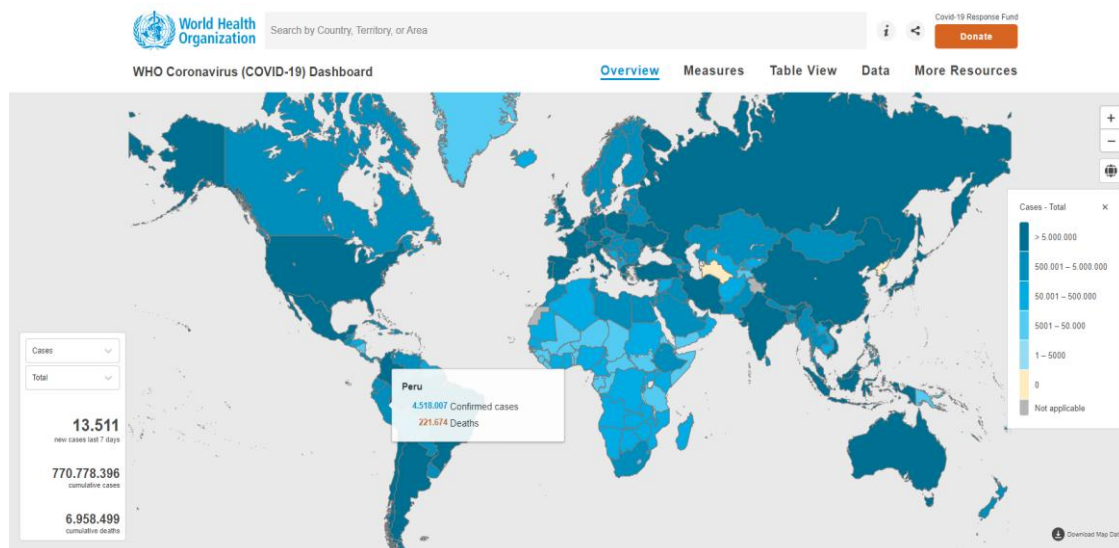 World Health
Organization
Search by Country, Territory, or Area
i
Covid-19 Response Fund
Donate
WHO Coronavirus (COVID-19) Dashboard
Overview Measures Table View Data More Resources
+
−
Cases - Total ×
> 5.000.000
500.001 – 5.000.000
50.001 – 500.000
5001 – 50.000
1 – 5000
0
Not applicable
Cases
Total
Peru
4.518.007 Confirmed cases
221.674 Deaths
13.511
new cases last 7 days
770.778.396
cumulative cases
6.958.499
cumulative deaths
Download Map Da